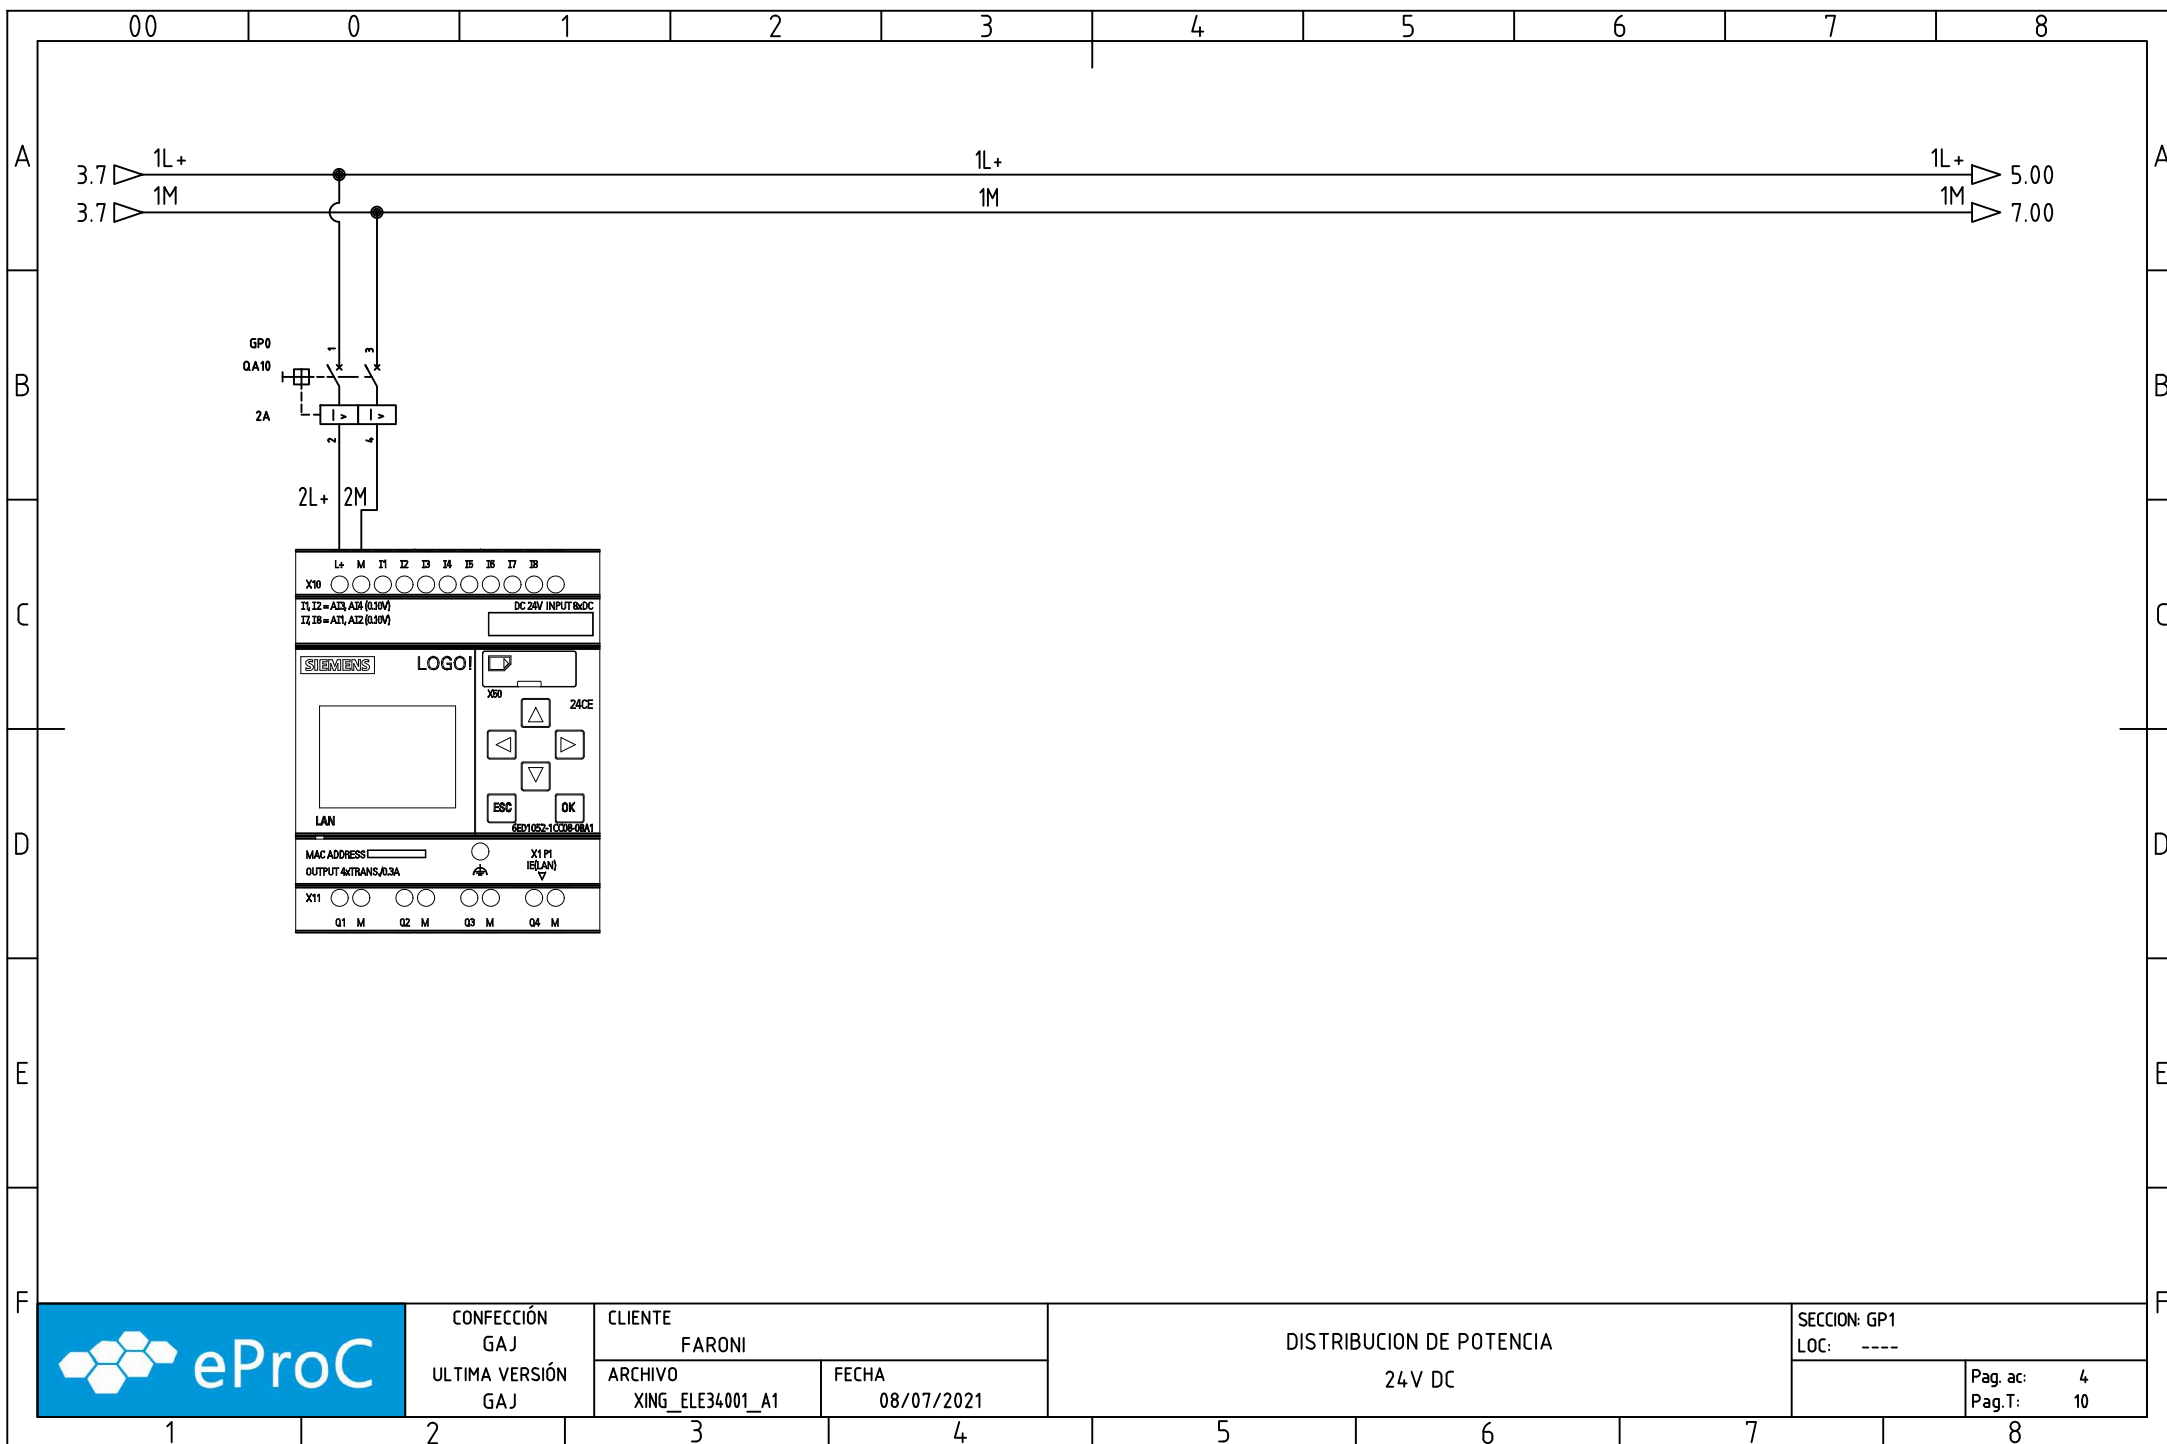 00 0 1 2 3 4 5 6 7 8
A 1L+ 1L+ 1L+ A
3.7 5.00
1M 1M 1M
3.7 7.00
GP0 1 3
QA10
B B
2A I> I>
2 4
2L+ 2M
L+ M I1 I2 I3 I4 I5 I6 I7 I8
X10
I1, I2 = AI3, AI4 (0..10V) DC 24V INPUT 8xDC
C C
I7, I8 = AI1, AI2 (0..10V)
SIEMENS LOGO!
X50
24CE
ESC OK
LAN
6ED1052-1CC08-0BA1
D D
MAC ADDRESS X1 P1
IE(LAN)
OUTPUT 4xTRANS./0.3A
X11
Q1 M Q2 M Q3 M Q4 M
E E
F F
eProC
CONFECCIÓN
GAJ
ULTIMA VERSIÓN
GAJ
CLIENTE
FARONI
ARCHIVO
XING_ELE34001_A1
FECHA
08/07/2021
DISTRIBUCION DE POTENCIA
24V DC
SECCION: GP1
LOC: ----
Pag. ac: 4
Pag.T: 10
1 2 3 4 5 6 7 8